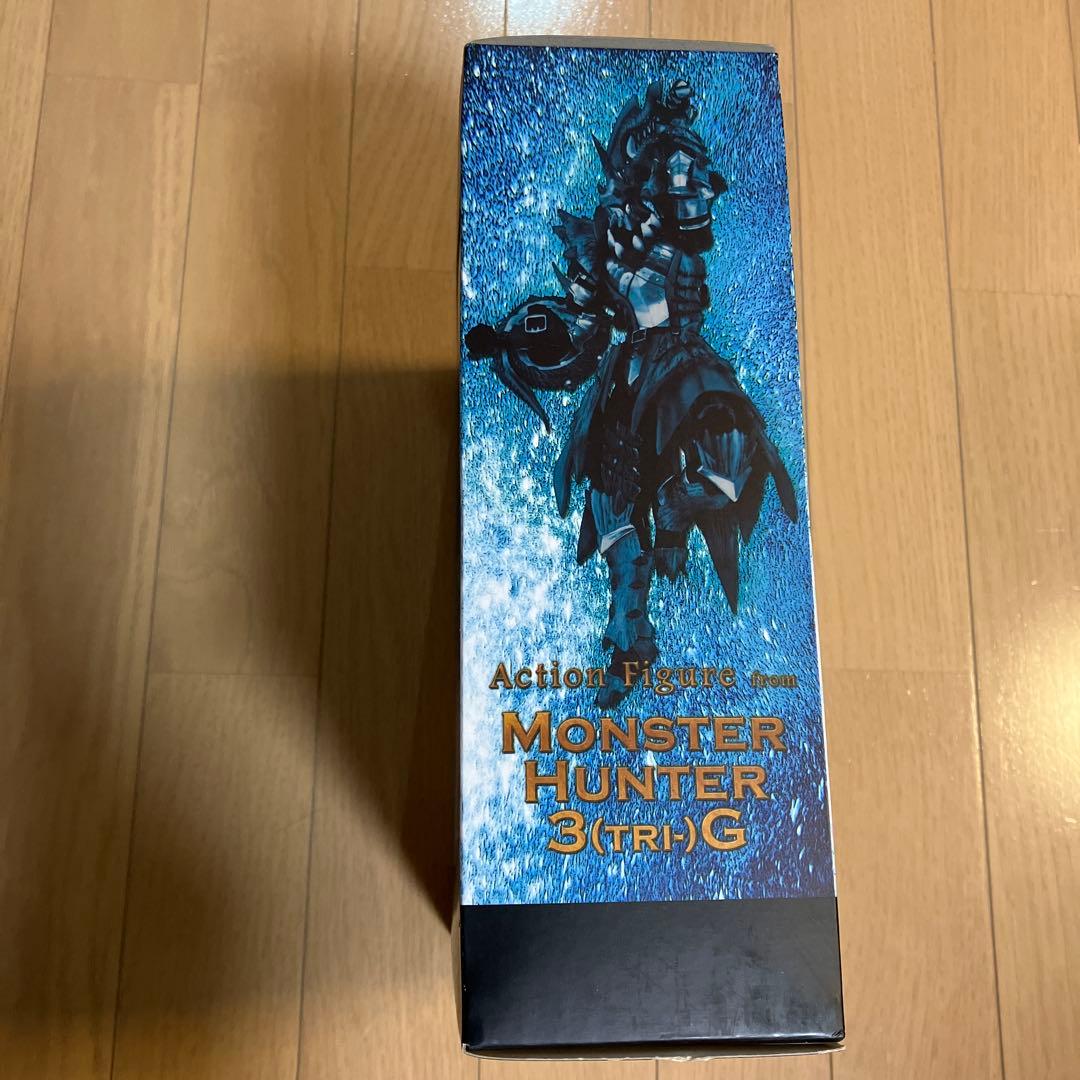 Action Figure from
MONSTER
HUNTER
3(TRI-)G